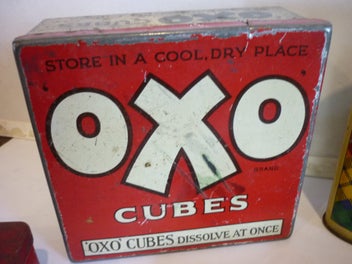 STORE IN A COOL, DRY PLACE
OXO
BRAND
CUBES
'OXO' CUBES DISSOLVE AT ONCE